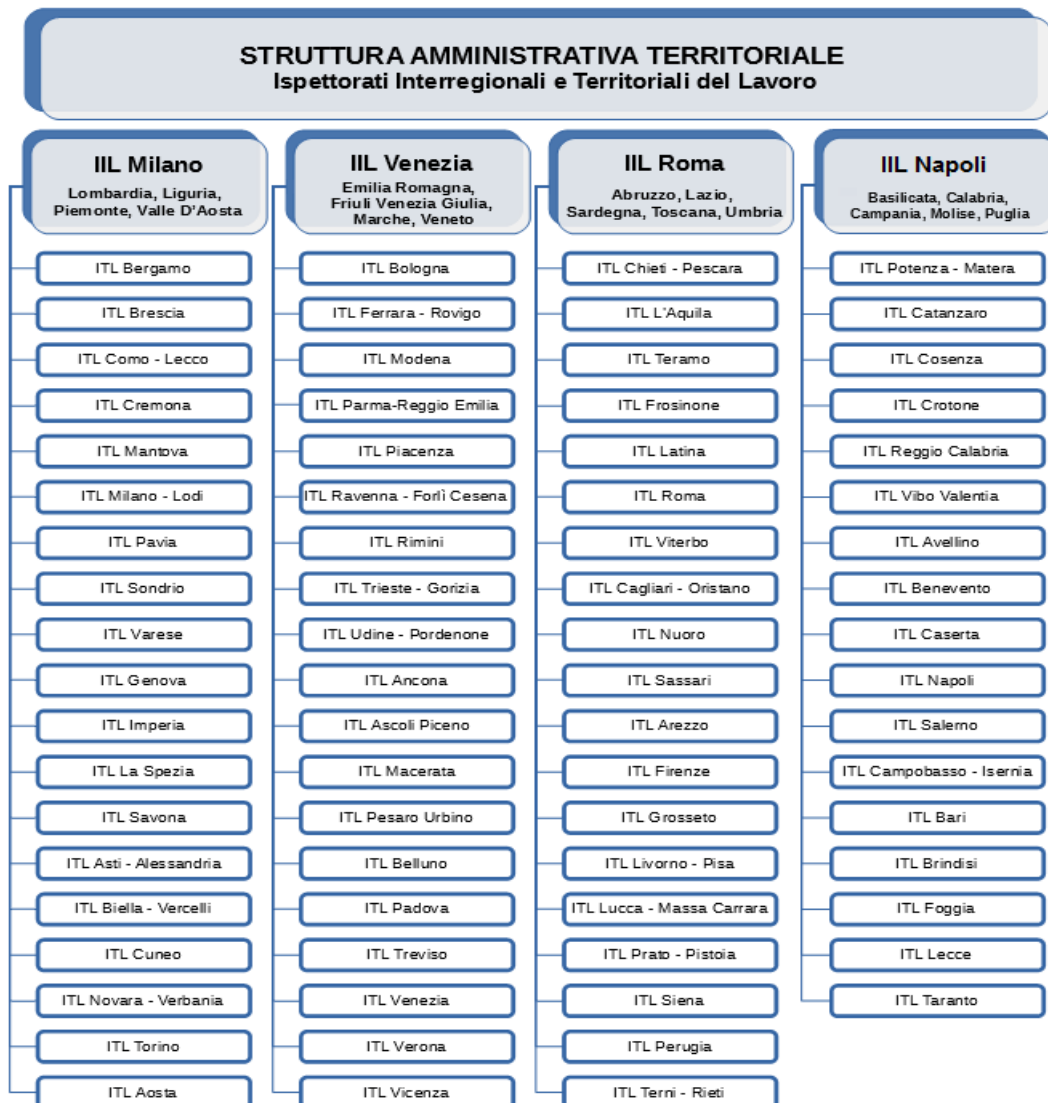 STRUTTURA AMMINISTRATIVA TERRITORIALE
Ispettorati Interregionali e Territoriali del Lavoro
IIL Milano
Lombardia, Liguria,
Piemonte, Valle D'Aosta
ITL Bergamo
ITL Brescia
ITL Como - Lecco
ITL Cremona
ITL Mantova
ITL Milano - Lodi
ITL Pavia
ITL Sondrio
ITL Varese
ITL Genova
ITL Imperia
ITL La Spezia
ITL Savona
ITL Asti - Alessandria
ITL Biella - Vercelli
ITL Cuneo
ITL Novara - Verbania
ITL Torino
ITL Aosta
IIL Venezia
Emilia Romagna,
Friuli Venezia Giulia,
Marche, Veneto
ITL Bologna
ITL Ferrara - Rovigo
ITL Modena
ITL Parma-Reggio Emilia
ITL Piacenza
ITL Ravenna - Forlì Cesena
ITL Rimini
ITL Trieste - Gorizia
ITL Udine - Pordenone
ITL Ancona
ITL Ascoli Piceno
ITL Macerata
ITL Pesaro Urbino
ITL Belluno
ITL Padova
ITL Treviso
ITL Venezia
ITL Verona
ITL Vicenza
IIL Roma
Abruzzo, Lazio,
Sardegna, Toscana, Umbria
ITL Chieti - Pescara
ITL L'Aquila
ITL Teramo
ITL Frosinone
ITL Latina
ITL Roma
ITL Viterbo
ITL Cagliari - Oristano
ITL Nuoro
ITL Sassari
ITL Arezzo
ITL Firenze
ITL Grosseto
ITL Livorno - Pisa
ITL Lucca - Massa Carrara
ITL Prato - Pistoia
ITL Siena
ITL Perugia
ITL Terni - Rieti
IIL Napoli
Basilicata, Calabria,
Campania, Molise, Puglia
ITL Potenza - Matera
ITL Catanzaro
ITL Cosenza
ITL Crotone
ITL Reggio Calabria
ITL Vibo Valentia
ITL Avellino
ITL Benevento
ITL Caserta
ITL Napoli
ITL Salerno
ITL Campobasso - Isernia
ITL Bari
ITL Brindisi
ITL Foggia
ITL Lecce
ITL Taranto